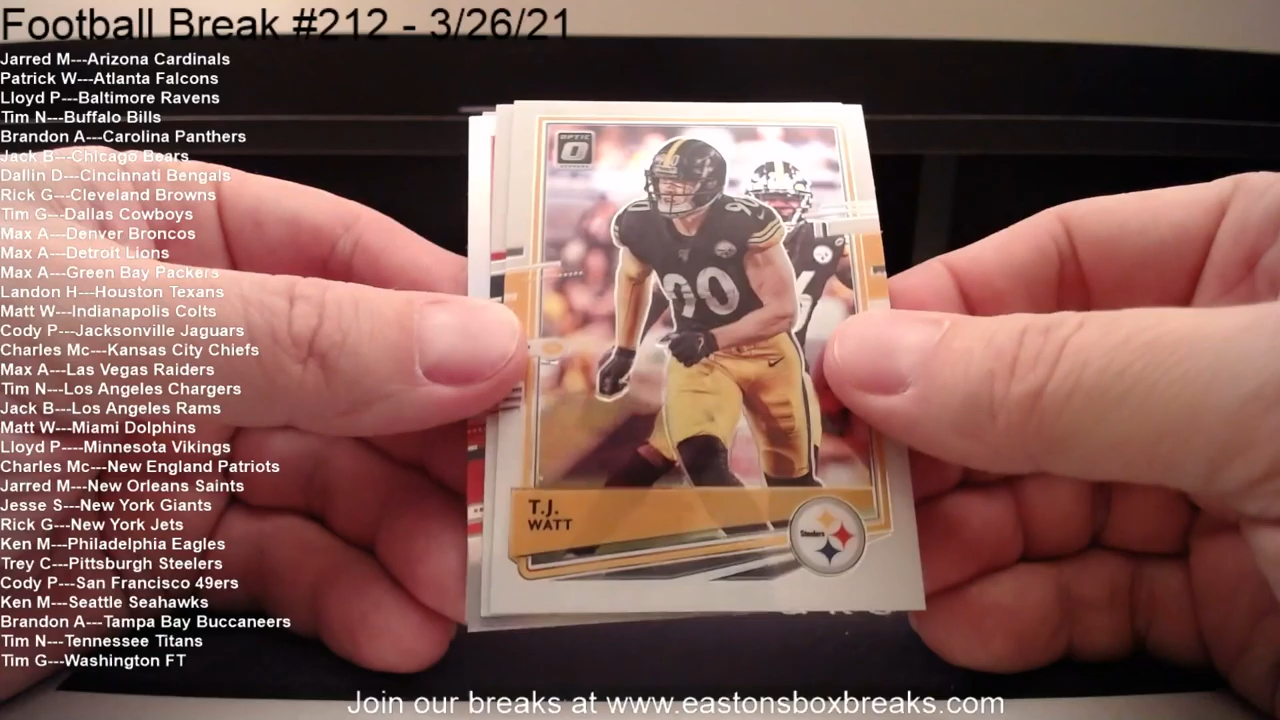 Football Break #212 - 3/26/21
Jarred M---Arizona Cardinals
Patrick W---Atlanta Falcons
Lloyd P---Baltimore Ravens
Tim N---Buffalo Bills
Brandon A---Carolina Panthers
Jack B---Chicago Bears
Dallin D---Cincinnati Bengals
Rick G---Cleveland Browns
Tim G---Dallas Cowboys
Max A---Denver Broncos
Max A---Detroit Lions
Max A---Green Bay Packers
Landon H---Houston Texans
Matt W---Indianapolis Colts
Cody P---Jacksonville Jaguars
Charles Mc---Kansas City Chiefs
Max A---Las Vegas Raiders
Tim N---Los Angeles Chargers
Jack B---Los Angeles Rams
Matt W---Miami Dolphins
Lloyd P----Minnesota Vikings
Charles Mc---New England Patriots
Jarred M---New Orleans Saints
Jesse S---New York Giants
Rick G---New York Jets
Ken M---Philadelphia Eagles
Trey C---Pittsburgh Steelers
Cody P---San Francisco 49ers
Ken M---Seattle Seahawks
Brandon A---Tampa Bay Buccaneers
Tim N---Tennessee Titans
Tim G---Washington FT
OPTIC
O
90
90
90
T.J.
WATT
Steelers
Join our breaks at www.eastonsboxbreaks.com